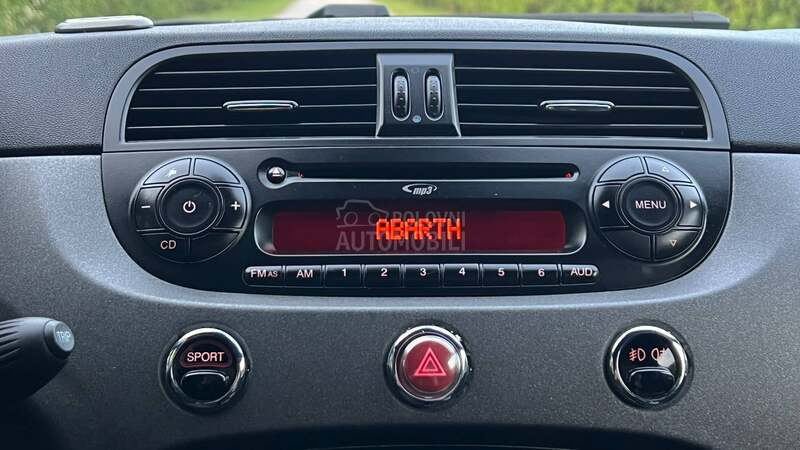 mp3
POLOVNI
AUTOMOBILI
ABARTH
- +
CD
MENU
FM AS AM 1 2 3 4 5 6 AUD
TRIP
SPORT